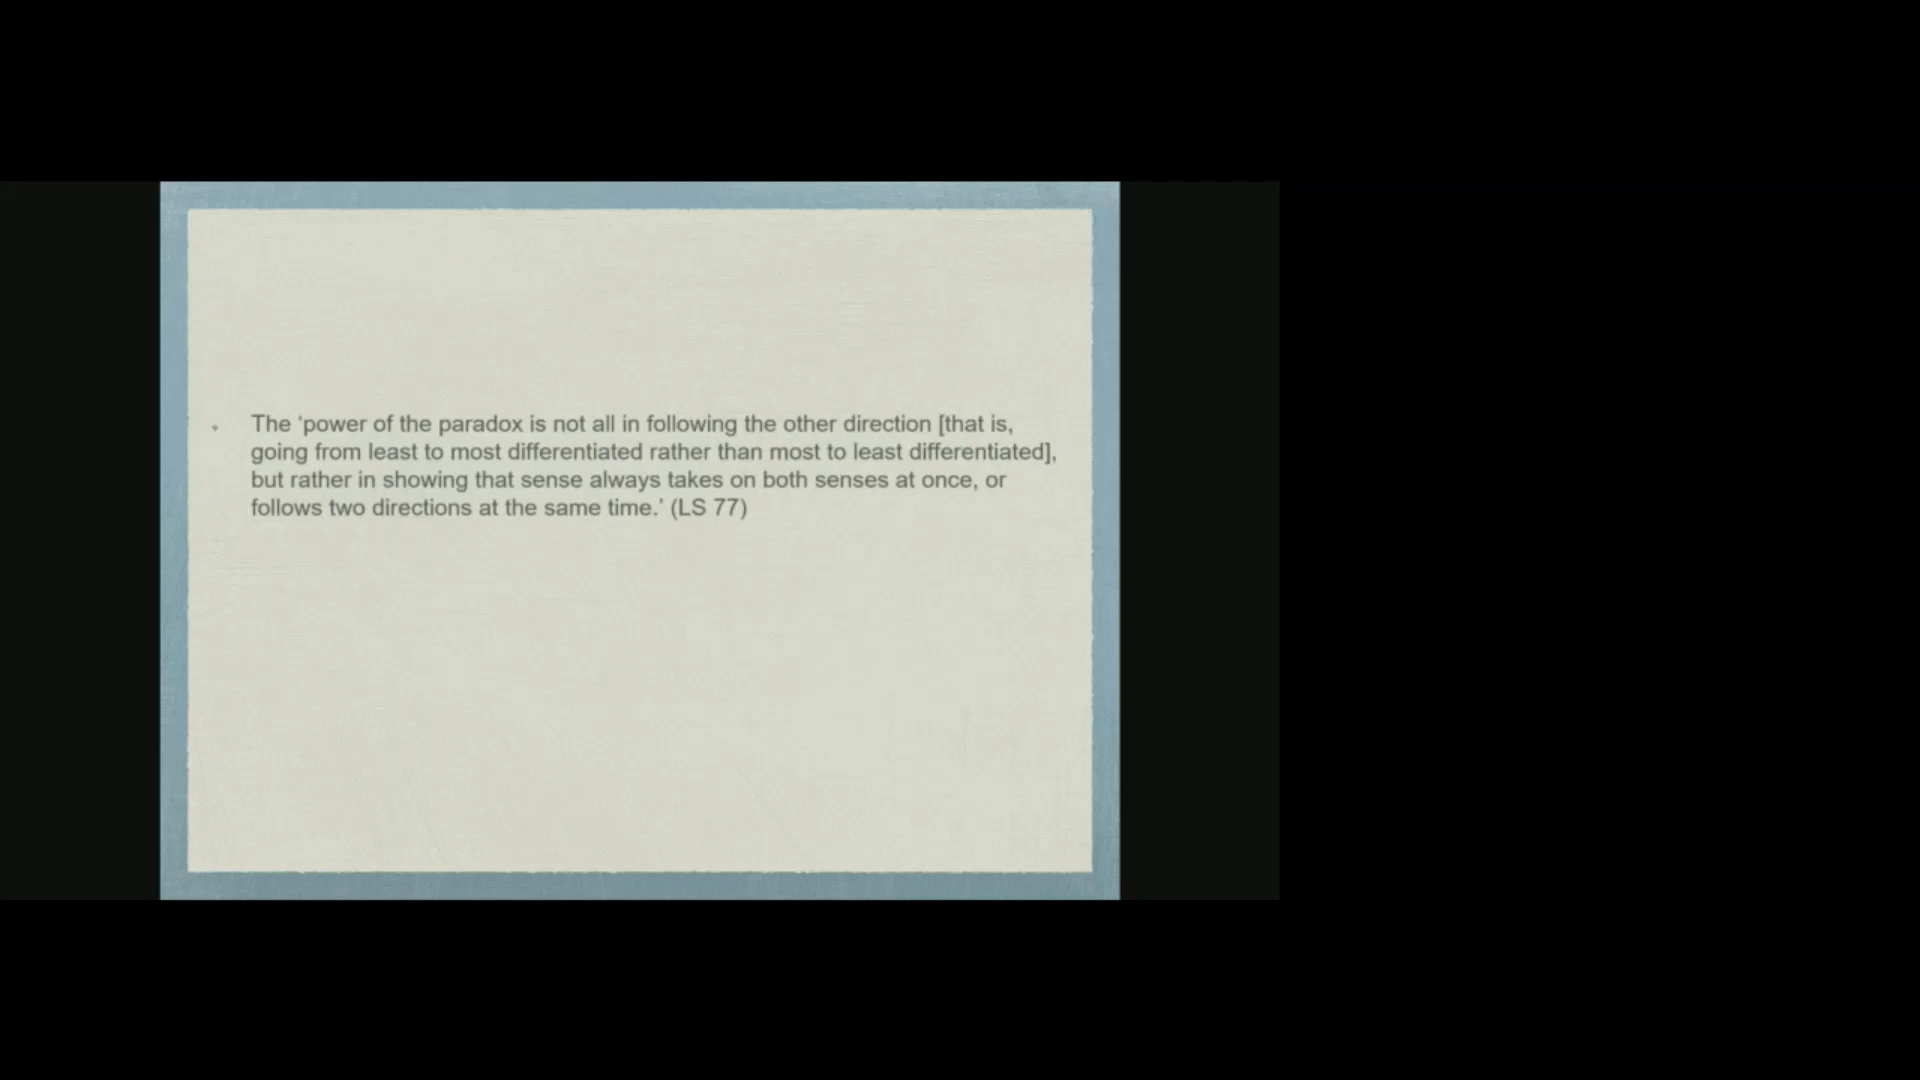 The ‘power of the paradox is not all in following the other direction [that is,
going from least to most differentiated rather than most to least differentiated],
but rather in showing that sense always takes on both senses at once, or
follows two directions at the same time.’ (LS 77)